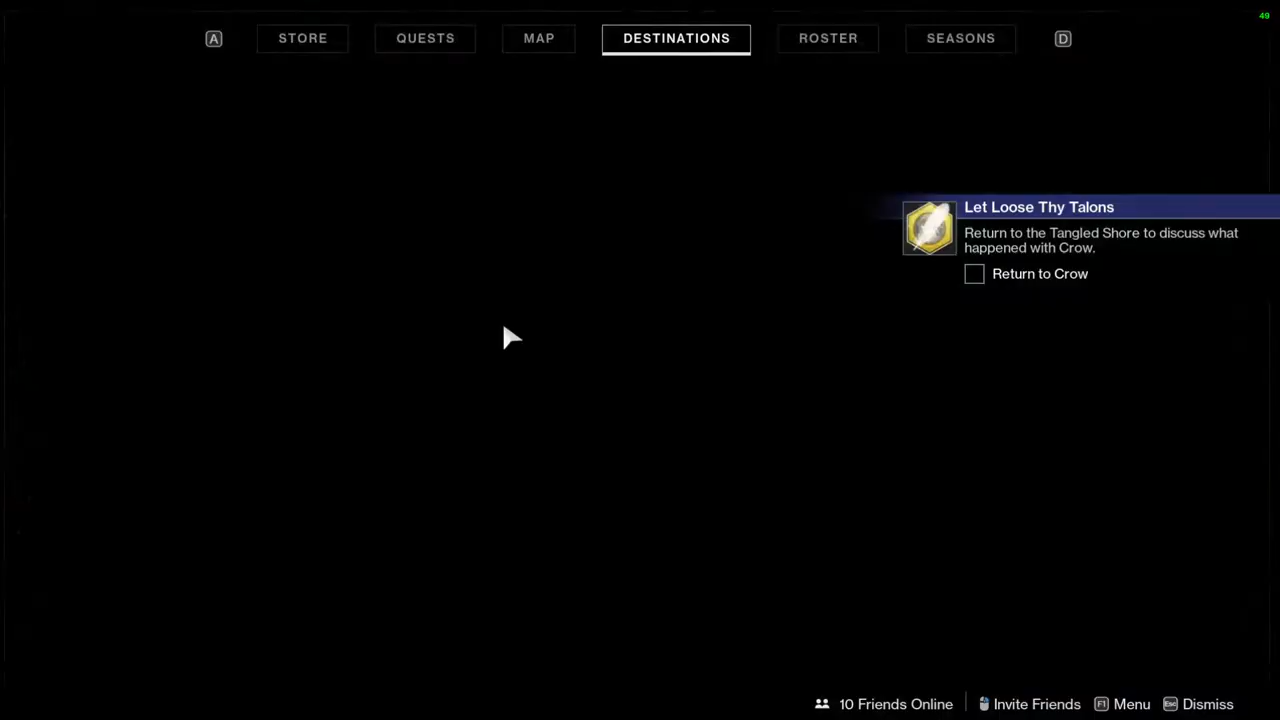 49
A STORE QUESTS MAP DESTINATIONS ROSTER SEASONS D
Let Loose Thy Talons
Return to the Tangled Shore to discuss what
happened with Crow.
Return to Crow
10 Friends Online Invite Friends F1 Menu Esc Dismiss